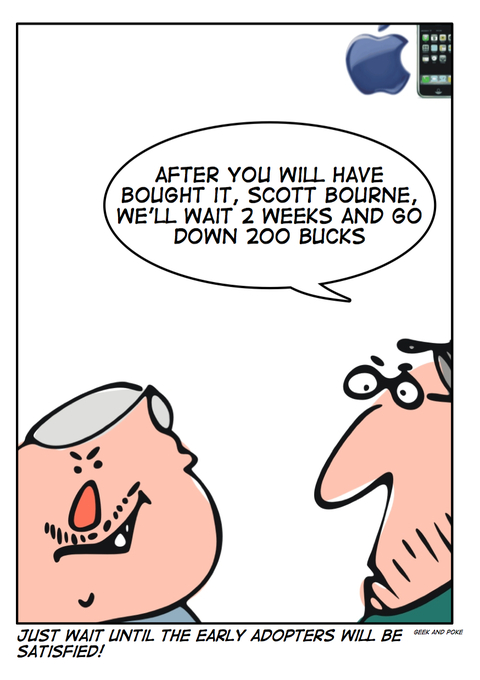 AFTER YOU WILL HAVE
BOUGHT IT, SCOTT BOURNE,
WE'LL WAIT 2 WEEKS AND GO
DOWN 200 BUCKS
JUST WAIT UNTIL THE EARLY ADOPTERS WILL BE
SATISFIED!
GEEK AND POKE